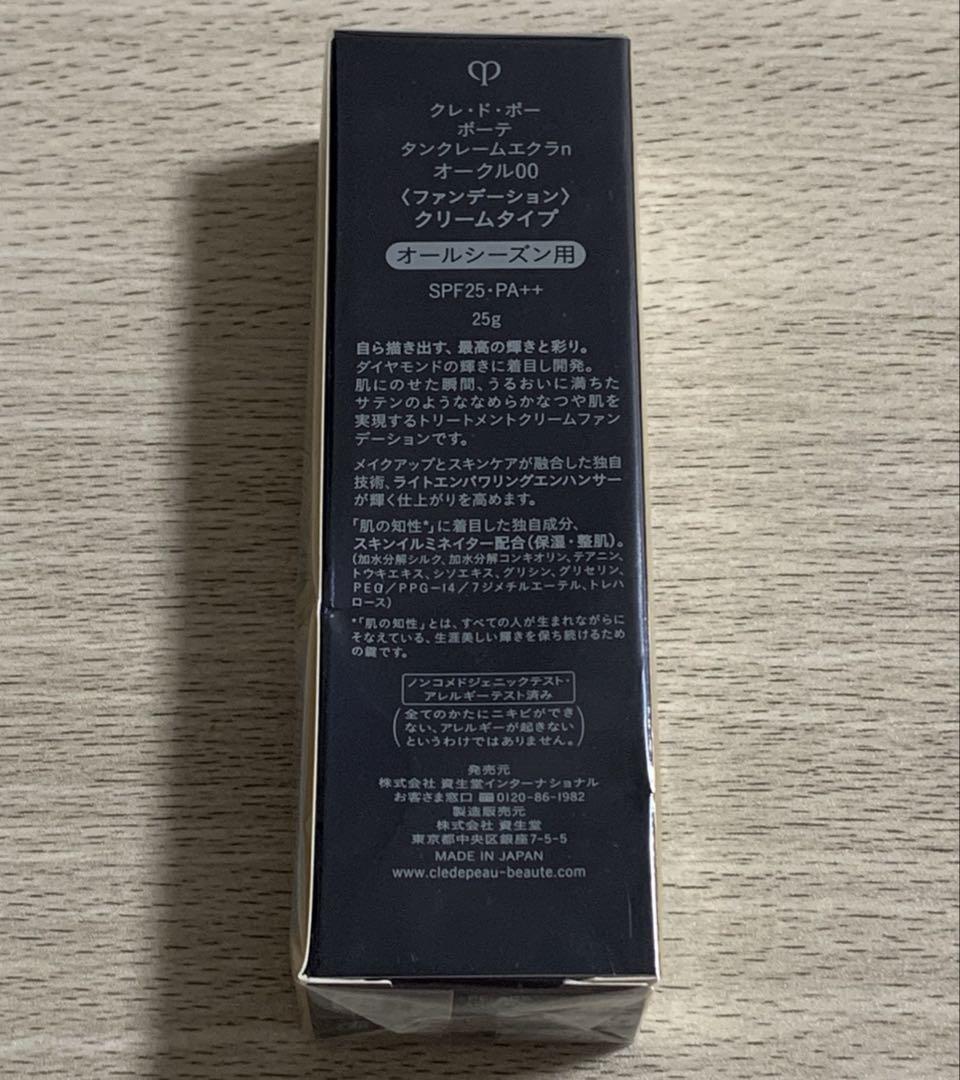 クレ・ド・ポー
ボーテ
タンクレームエクラn
オークル00
〈ファンデーション〉
クリームタイプ
オールシーズン用
SPF25・PA++
25g
自ら描き出す、最高の輝きと彩り。
ダイヤモンドの輝きに着目し開発。
肌にのせた瞬間、うるおいに満ちた
サテンのようななめらかなつや肌を
実現するトリートメントクリームファン
デーションです。
メイクアップとスキンケアが融合した独自
技術、ライトエンパワリングエンハンサー
が輝く仕上がりを高めます。
「肌の知性*」に着目した独自成分、
スキンイルミネイター配合(保湿・整肌)。
(加水分解シルク、加水分解コンキオリン、テアニン、
トウキエキス、シソエキス、グリシン、グリセリン、
PEG/PPG-14/7ジメチルエーテル、トレハ
ロース)
*「肌の知性」とは、すべての人が生まれながらに
そなえている、生涯美しい輝きを保ち続けるため
の鍵です。
ノンコメドジェニックテスト・
アレルギーテスト済み
(全てのかたにニキビができ
ない、アレルギーが起きない
というわけではありません。)
発売元
株式会社 資生堂インターナショナル
お客さま窓口 0120-86-1982
製造販売元
株式会社 資生堂
東京都中央区銀座7-5-5
MADE IN JAPAN
www.cledepeau-beaute.com